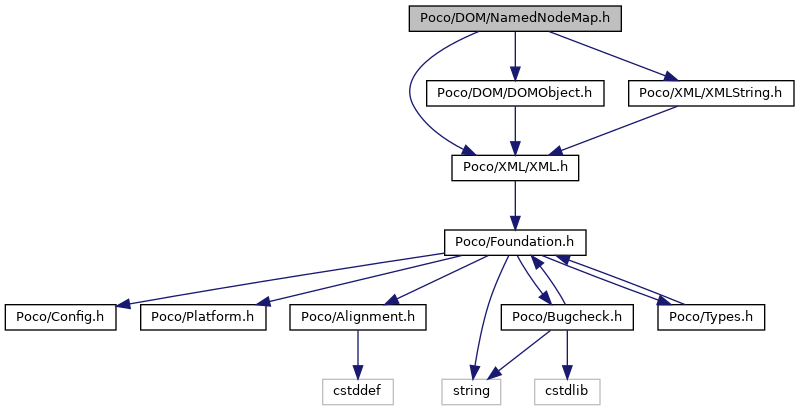 Poco/DOM/NamedNodeMap.h
Poco/DOM/DOMObject.h
Poco/XML/XMLString.h
Poco/XML/XML.h
Poco/Foundation.h
Poco/Config.h
Poco/Platform.h
Poco/Alignment.h
Poco/Bugcheck.h
Poco/Types.h
cstddef
string
cstdlib